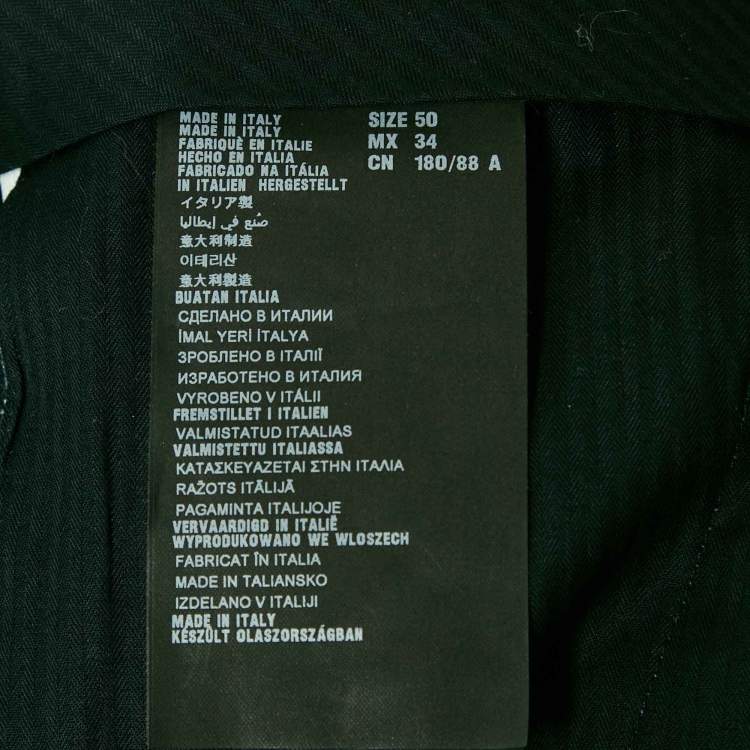 MADE IN ITALY
MADE IN ITALY
FABRIQUÈ EN ITALIE
HECHO EN ITALIA
FABRICADO NA ITÁLIA
IN ITALIEN HERGESTELLT
イタリア製
صُنع في إيطاليا
意大利制造
이테리산
意大利製造
BUATAN ITALIA
СДЕЛАНО В ИТАЛИИ
İMAL YERİ İTALYA
ЗРОБЛЕНО В ІТАЛІЇ
ИЗРАБОТЕНО В ИТАЛИЯ
VYROBENO V ITÁLII
FREMSTILLET I ITALIEN
VALMISTATUD ITAALIAS
VALMISTETTU ITALIASSA
ΚΑΤΑΣΚΕΥΑΖΕΤΑΙ ΣΤΗΝ ΙΤΑΛΙΑ
RAŽOTS ITĀLIJĀ
PAGAMINTA ITALIJOJE
VERVAARDIGD IN ITALIË
WYPRODUKOWANO WE WLOSZECH
FABRICAT ÎN ITALIA
MADE IN TALIANSKO
IZDELANO V ITALIJI
MADE IN ITALY
KÉSZÜLT OLASZORSZÁGBAN
SIZE 50
MX 34
CN 180/88 A